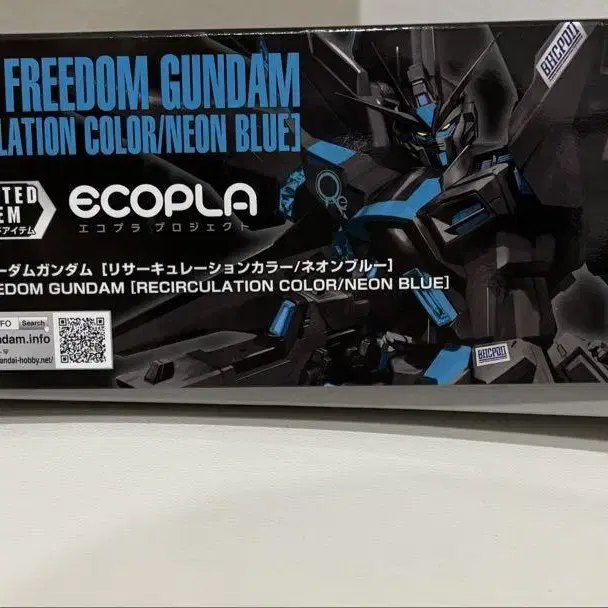 FREEDOM GUNDAM
LATION COLOR/NEON BLUE]
TED
EM
アイテム
ECOPLA
エコプラ プロジェクト
ーダムガンダム [リサーキュレーションカラー/ネオンブルー]
EDOM GUNDAM [RECIRCULATION COLOR/NEON BLUE]
FO Search
ndam.info
andai-hobby.net/